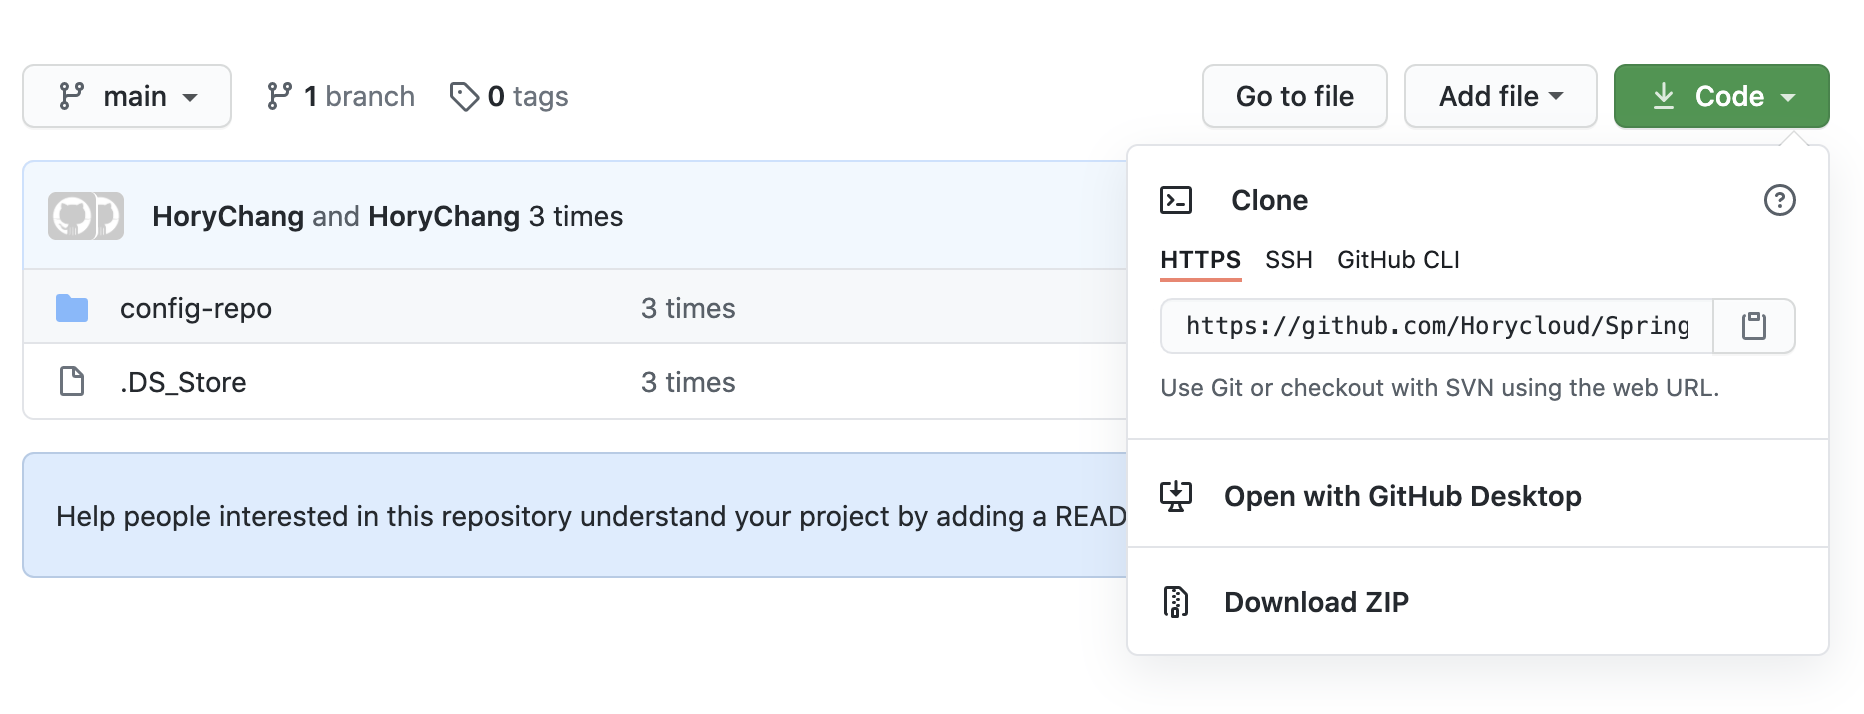 main 1 branch 0 tags Go to file Add file Code
HoryChang and HoryChang 3 times
config-repo 3 times
.DS_Store 3 times
Help people interested in this repository understand your project by adding a READ
Clone
HTTPS SSH GitHub CLI
https://github.com/Horycloud/Spring
Use Git or checkout with SVN using the web URL.
Open with GitHub Desktop
Download ZIP